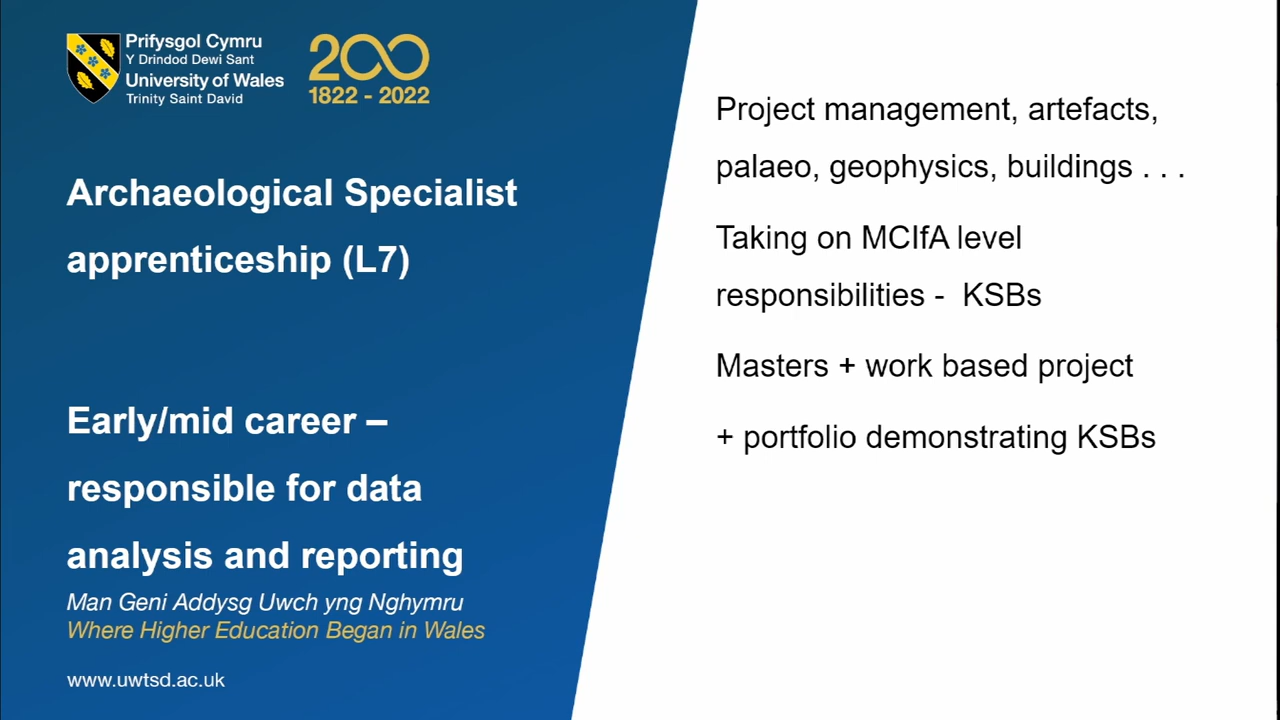 Prifysgol Cymru
Y Drindod Dewi Sant
University of Wales
Trinity Saint David
200
1822 - 2022
Archaeological Specialist
apprenticeship (L7)
Early/mid career –
responsible for data
analysis and reporting
Man Geni Addysg Uwch yng Nghymru
Where Higher Education Began in Wales
www.uwtsd.ac.uk
Project management, artefacts,
palaeo, geophysics, buildings . . .
Taking on MCIfA level
responsibilities - KSBs
Masters + work based project
+ portfolio demonstrating KSBs